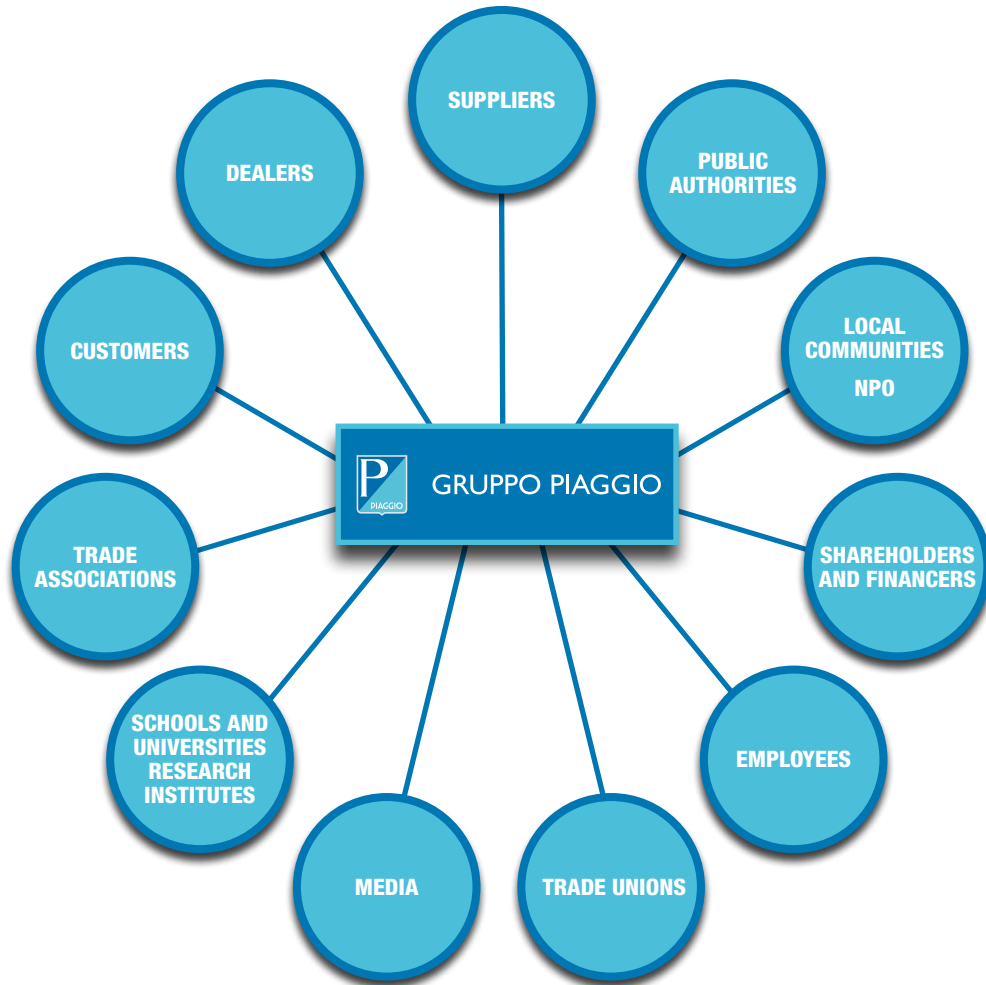 SUPPLIERS
DEALERS
PUBLIC
AUTHORITIES
CUSTOMERS
LOCAL
COMMUNITIES
NPO
P
PIAGGIO
GRUPPO PIAGGIO
TRADE
ASSOCIATIONS
SHAREHOLDERS
AND FINANCERS
SCHOOLS AND
UNIVERSITIES
RESEARCH
INSTITUTES
EMPLOYEES
MEDIA
TRADE UNIONS